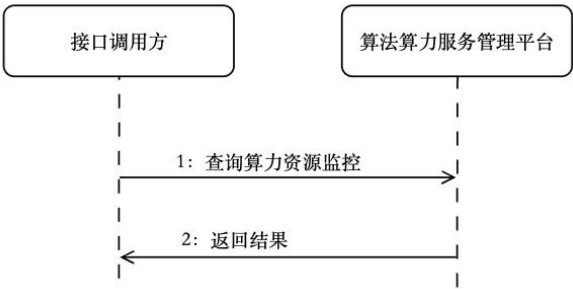 接口调用方
算法算力服务管理平台
1：查询算力资源监控
2：返回结果